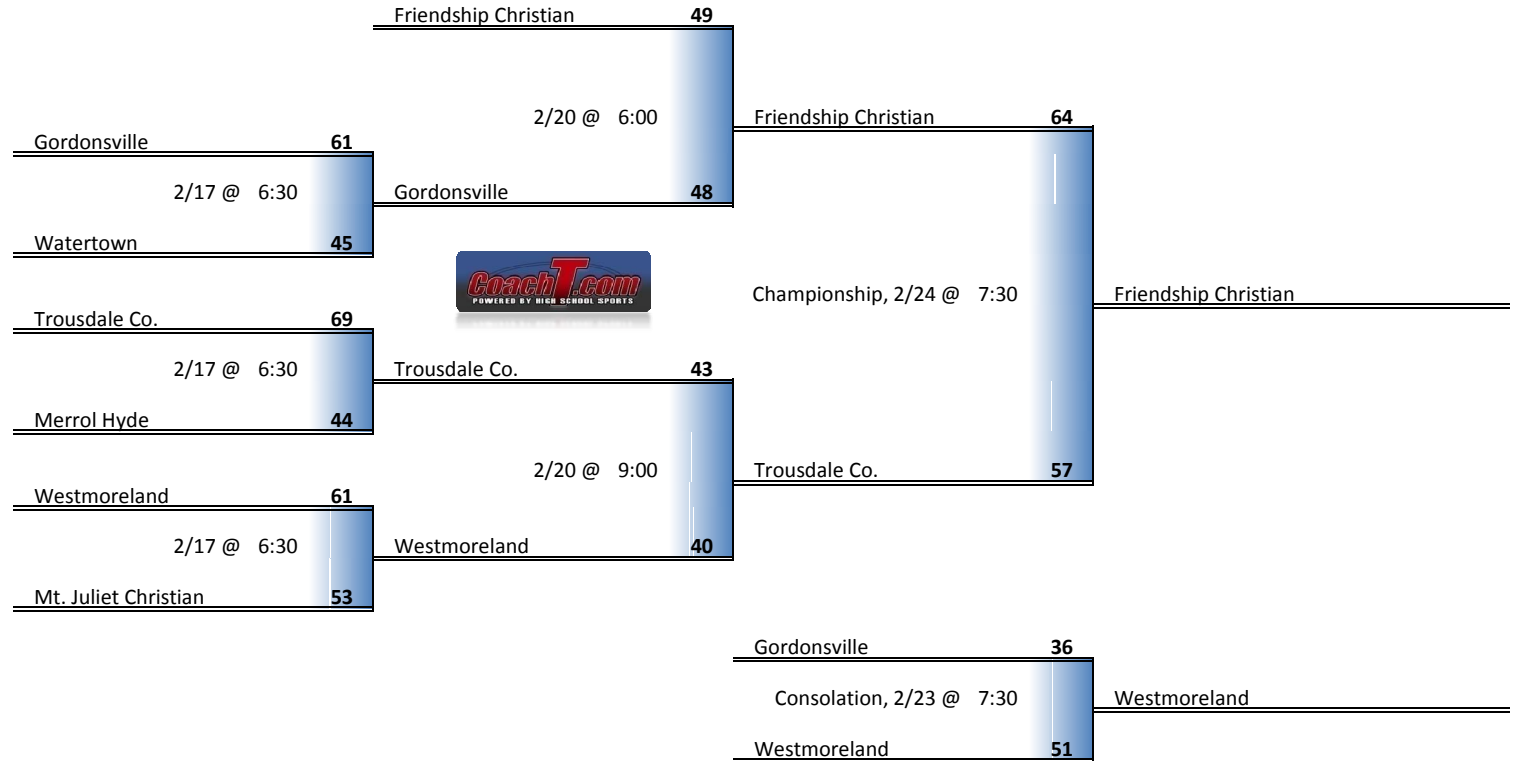 Friendship Christian 49
2/20 @ 6:00
Friendship Christian 64
Gordonsville 61
2/17 @ 6:30
Gordonsville 48
Watertown 45
CoachT.com
POWERED BY HIGH SCHOOL SPORTS
Championship, 2/24 @ 7:30
Friendship Christian
Trousdale Co. 69
2/17 @ 6:30
Trousdale Co. 43
Merrol Hyde 44
2/20 @ 9:00
Trousdale Co. 57
Westmoreland 61
2/17 @ 6:30
Westmoreland 40
Mt. Juliet Christian 53
Gordonsville 36
Consolation, 2/23 @ 7:30
Westmoreland
Westmoreland 51